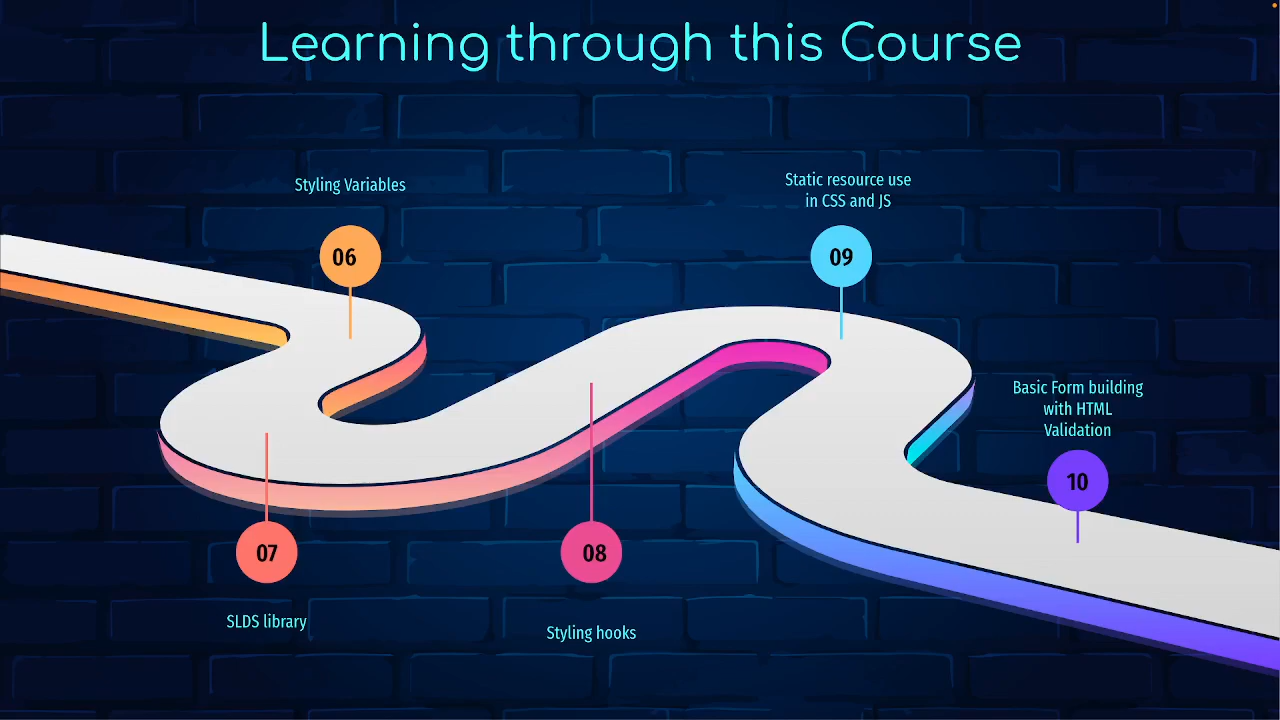 Learning through this Course
Styling Variables
06
Static resource use
in CSS and JS
09
Basic Form building
with HTML
Validation
10
07
SLDS library
08
Styling hooks